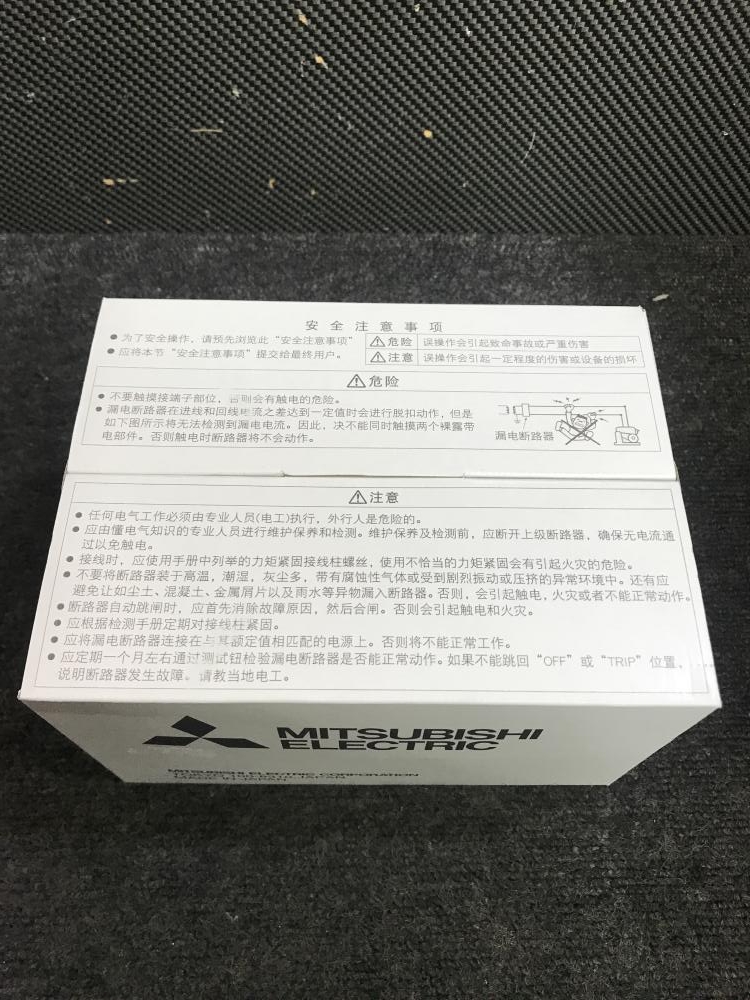 安全注意事项
● 为了安全操作，请预先浏览此“安全注意事项”
● 应将本节“安全注意事项”提交给最终用户。
⚠危险 误操作会引起致命事故或严重伤害
⚠注意 误操作会引起一定程度的伤害或设备的损坏
⚠危险
● 不要触摸接端子部位，否则会有触电的危险。
● 漏电断路器在进线和回线电流之差达到一定值时会进行脱扣动作，但是
如下图所示将无法检测到漏电电流。因此，决不能同时触摸两个裸露带
电部件。否则触电时断路器将不会动作。
漏电断路器
⚠注意
● 任何电气工作必须由专业人员(电工)执行，外行人是危险的。
● 应由懂电气知识的专业人员进行维护保养和检测。维护保养及检测前，应断开上级断路器，确保无电流通
过以免触电。
● 接线时，应使用手册中列举的力矩紧固接线柱螺丝，使用不恰当的力矩紧固会有引起火灾的危险。
● 不要将断路器装于高温，潮湿，灰尘多，带有腐蚀性气体或受到剧烈振动或压挤的异常环境中。还有应
避免让如尘土、混凝土、金属屑片以及雨水等异物漏入断路器。否则，会引起触电，火灾或者不能正常动作。
● 断路器自动跳闸时，应首先消除故障原因，然后合闸。否则会引起触电和火灾。
● 应根据检测手册定期对接线柱紧固。
● 应将漏电断路器连接在与其额定值相匹配的电源上。否则将不能正常工作。
● 应定期一个月左右通过测试钮检验漏电断路器是否能正常动作。如果不能跳回“OFF”或“TRIP”位置，
说明断路器发生故障。请教当地电工。
MITSUBISHI
ELECTRIC
MITSUBISHI ELECTRIC CORPORATION